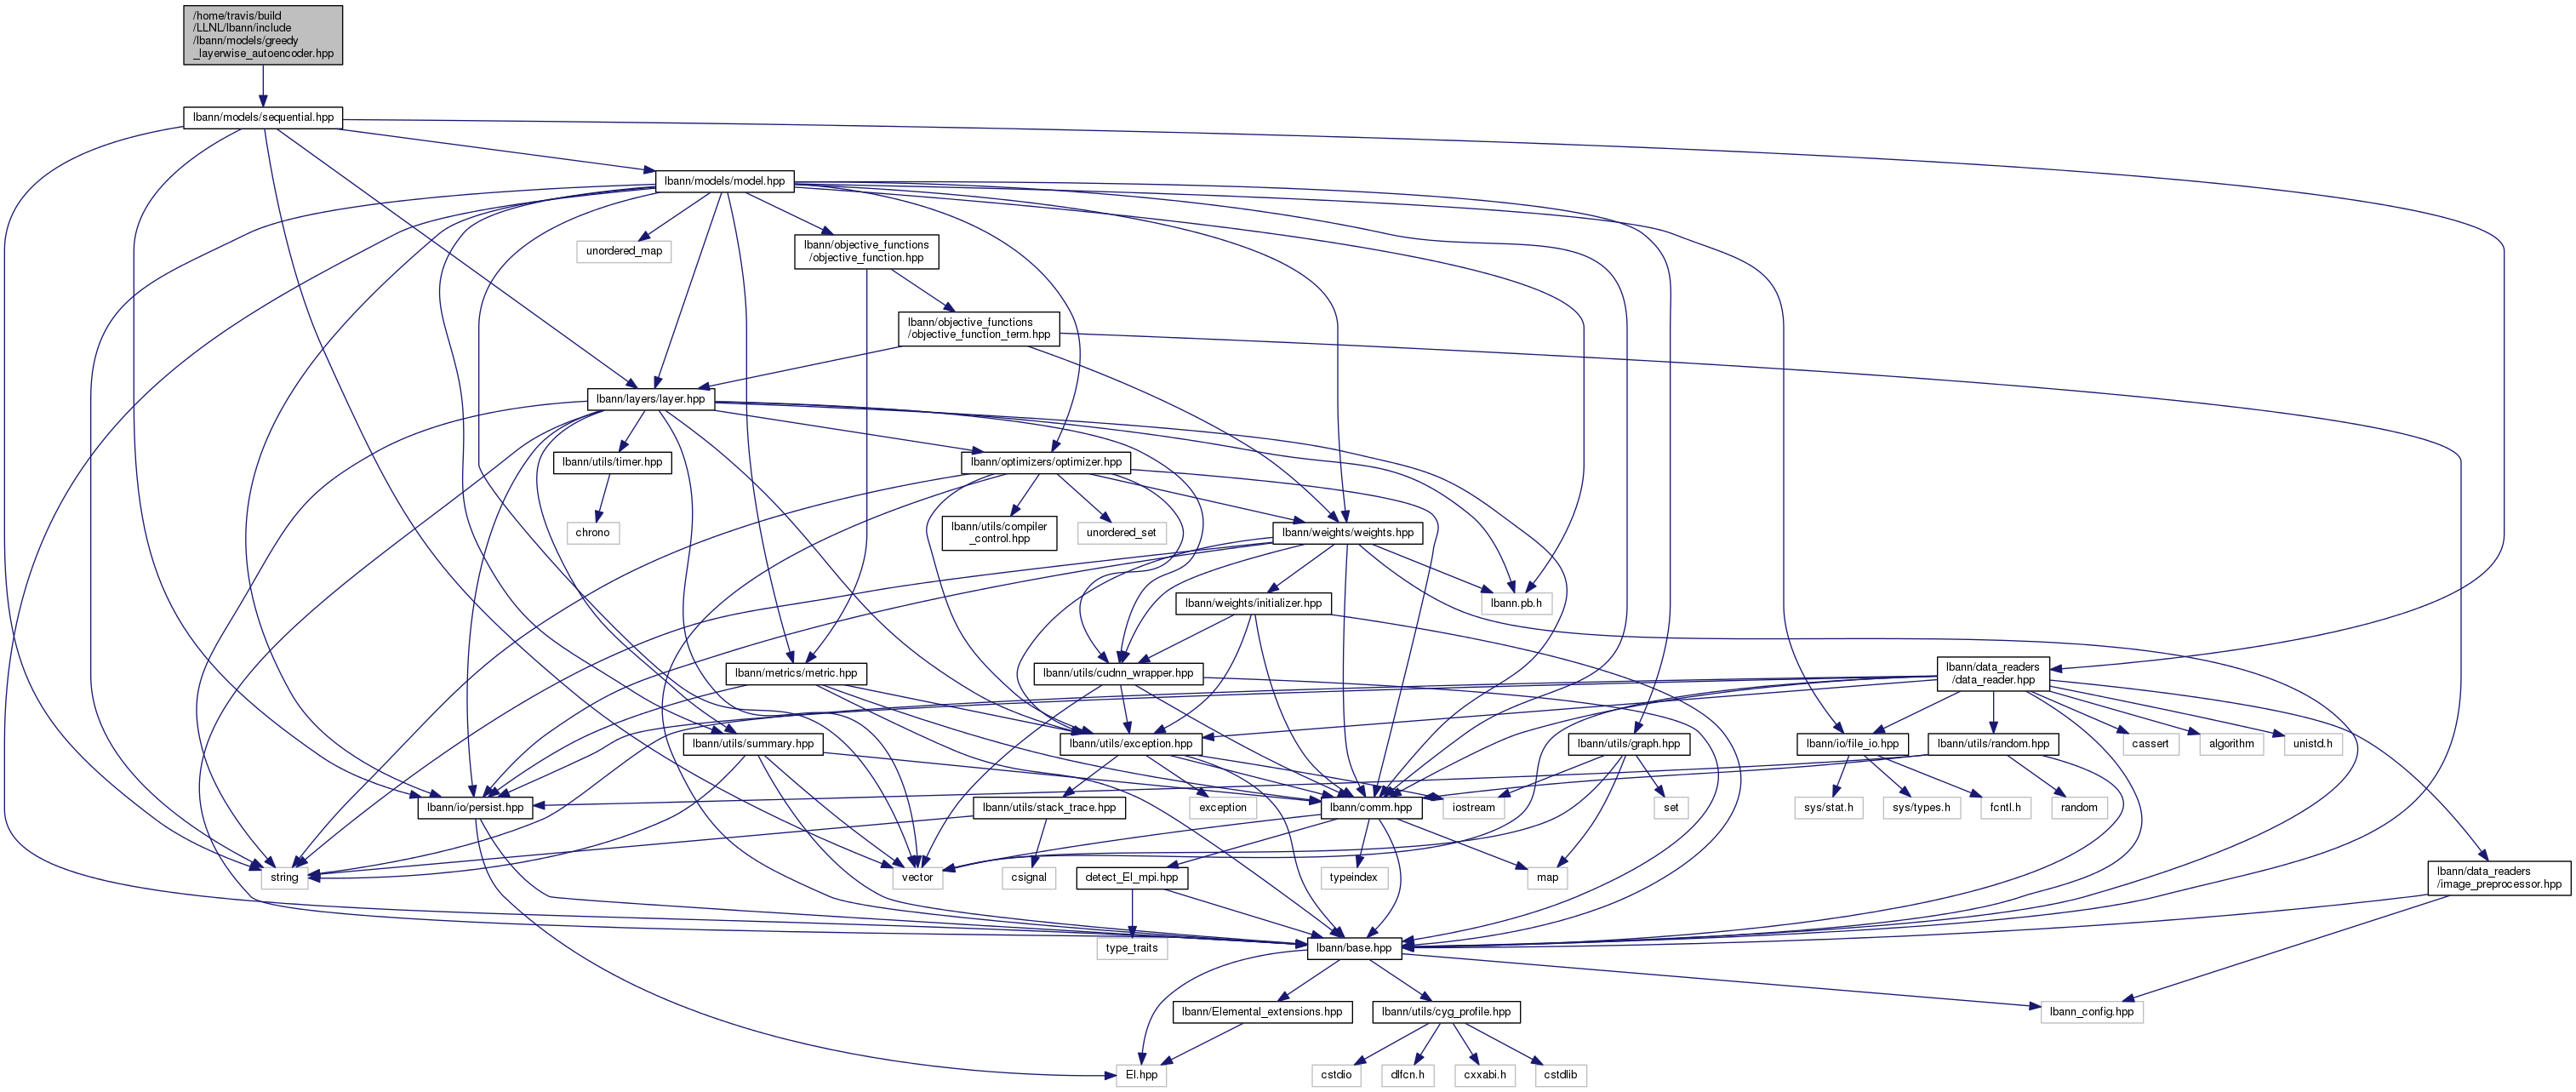 /home/travis/build
/LLNL/lbann/include
/lbann/models/greedy
_layerwise_autoencoder.hpp
lbann/models/sequential.hpp
lbann/models/model.hpp
unordered_map
lbann/objective_functions
/objective_function.hpp
lbann/objective_functions
/objective_function_term.hpp
lbann/layers/layer.hpp
lbann/utils/timer.hpp
lbann/optimizers/optimizer.hpp
chrono
lbann/utils/compiler
_control.hpp
unordered_set
lbann/weights/weights.hpp
lbann/weights/initializer.hpp
lbann.pb.h
lbann/metrics/metric.hpp
lbann/utils/cudnn_wrapper.hpp
lbann/data_readers
/data_reader.hpp
lbann/utils/summary.hpp
lbann/utils/exception.hpp
lbann/utils/graph.hpp
lbann/io/file_io.hpp
lbann/utils/random.hpp
cassert
algorithm
unistd.h
lbann/io/persist.hpp
lbann/utils/stack_trace.hpp
exception
lbann/comm.hpp
iostream
set
sys/stat.h
sys/types.h
fcntl.h
random
string
vector
csignal
detect_El_mpi.hpp
typeindex
map
lbann/data_readers
/image_preprocessor.hpp
type_traits
lbann/base.hpp
lbann/Elemental_extensions.hpp
lbann/utils/cyg_profile.hpp
lbann_config.hpp
El.hpp
cstdio
dlfcn.h
cxxabi.h
cstdlib